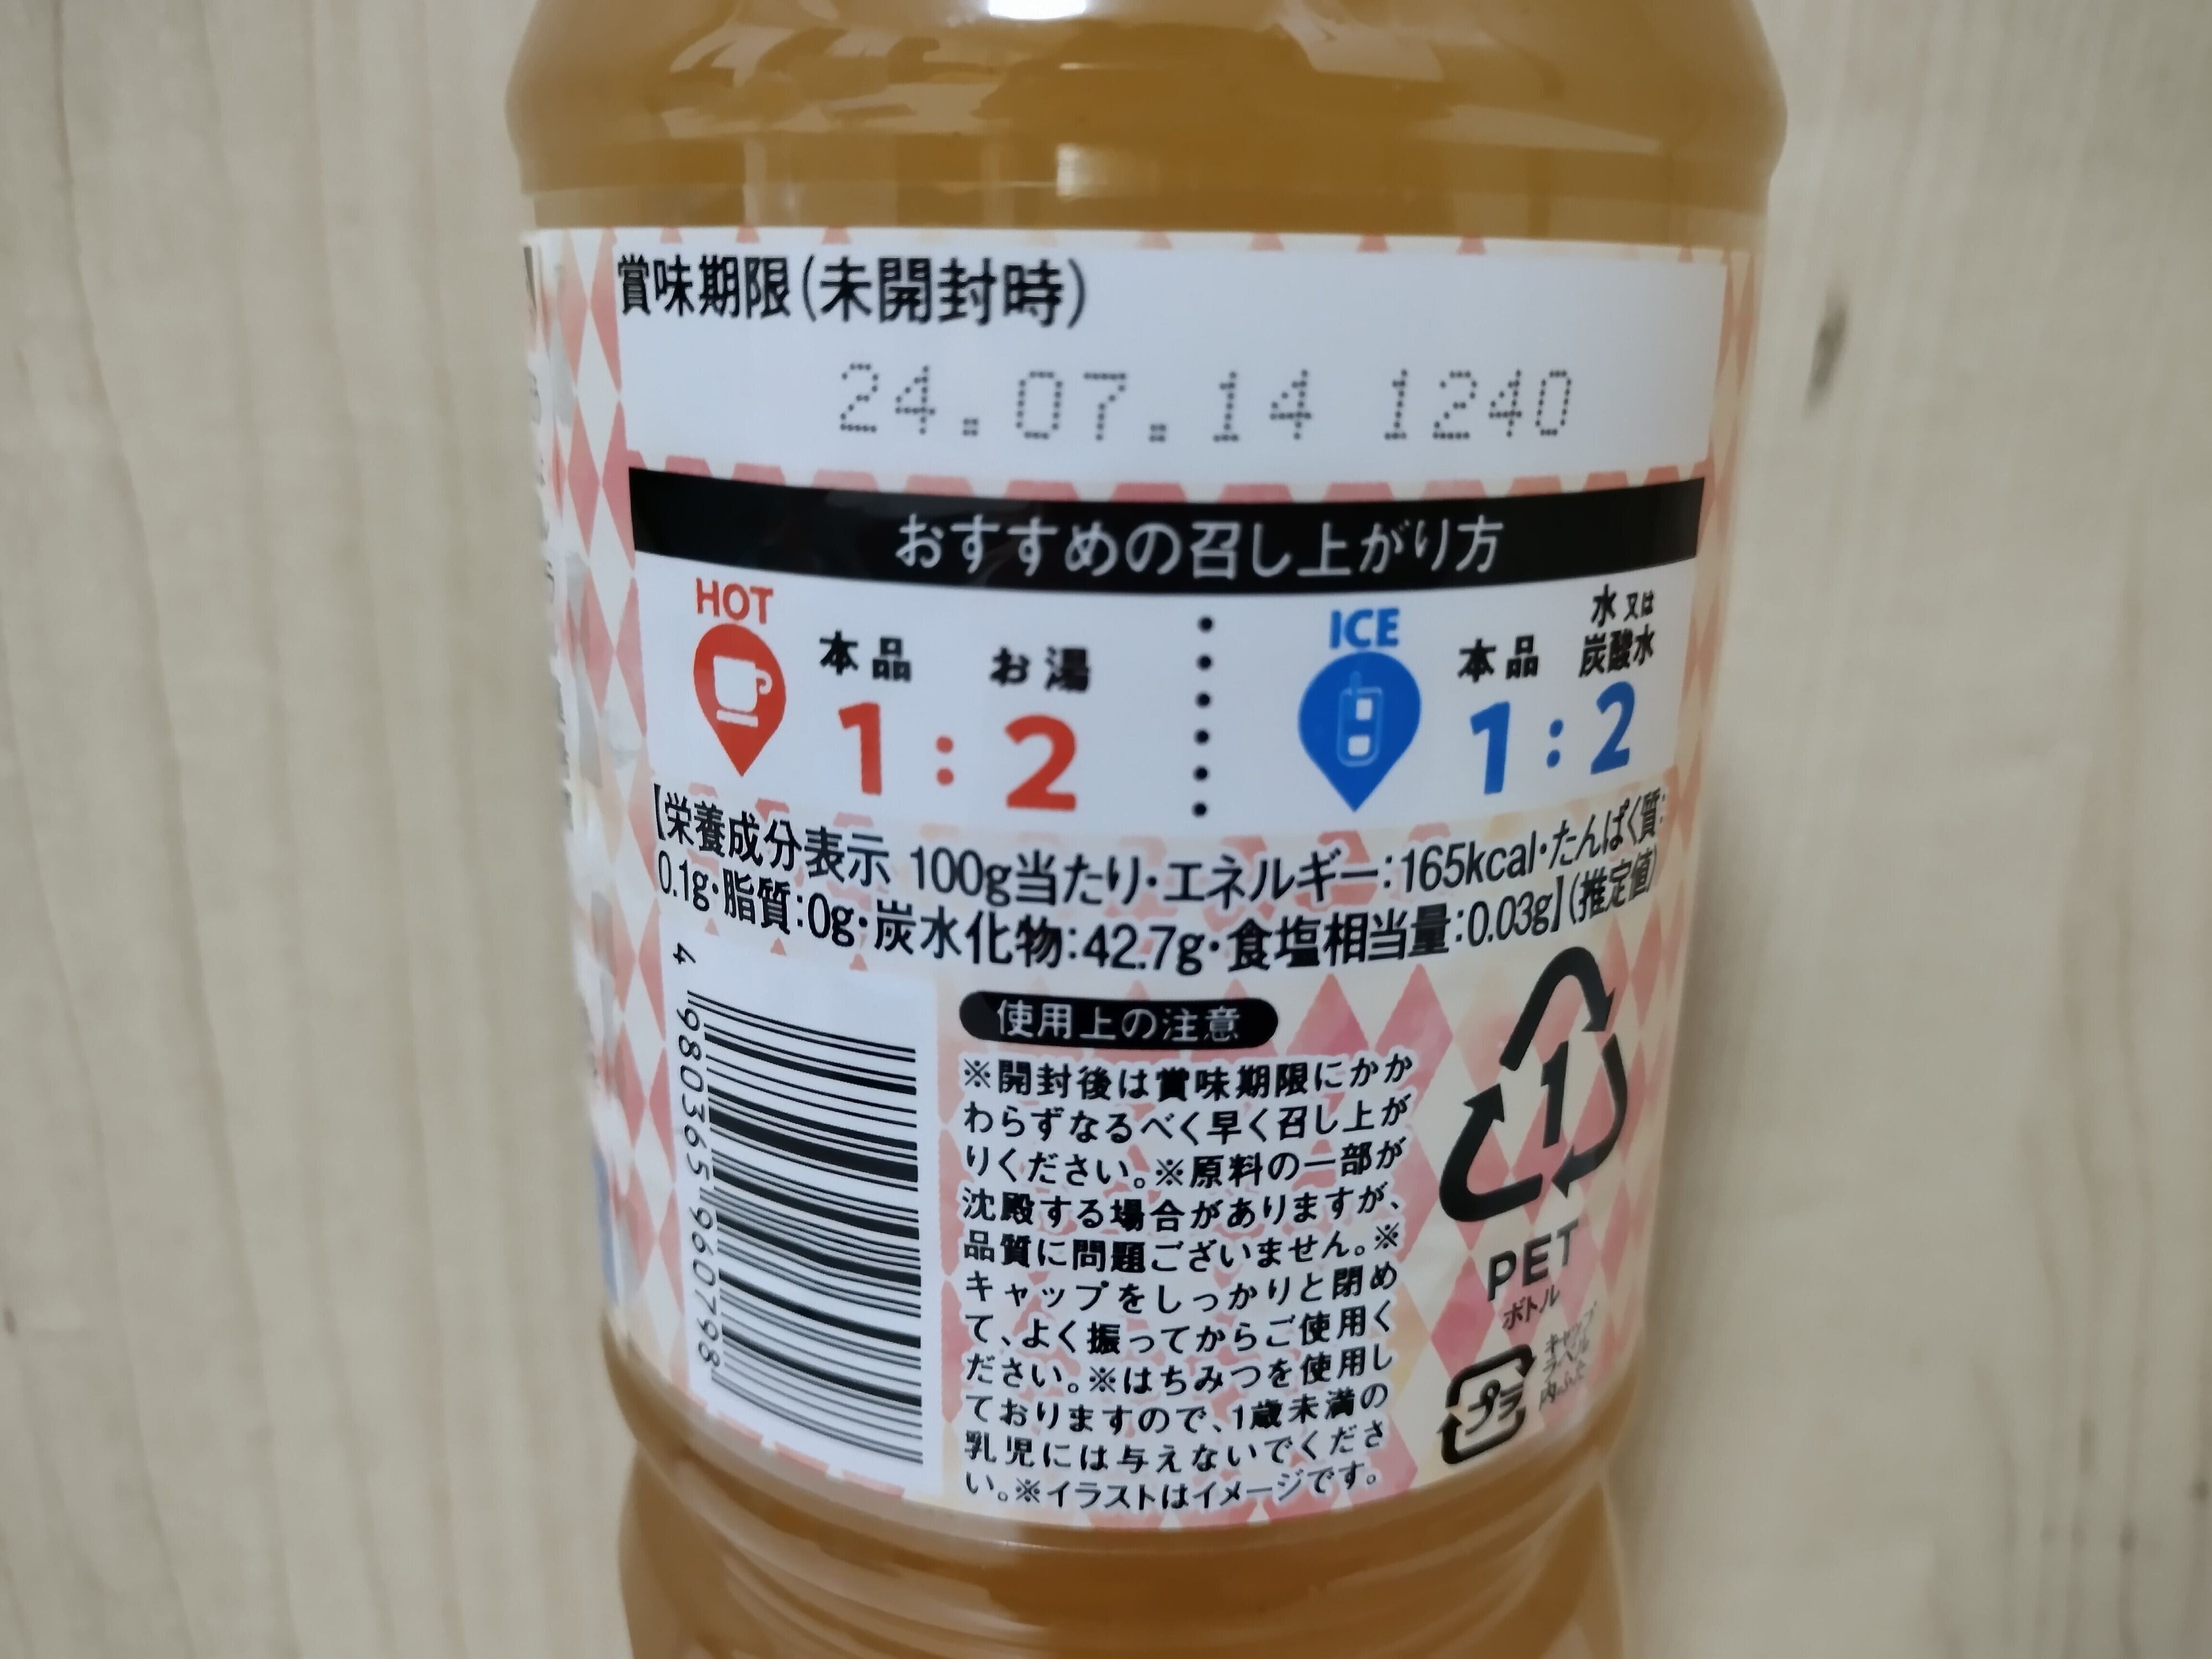 賞味期限(未開封時)
24.07.14 1240
おすすめの召し上がり方
HOT
本品 お湯
1:2
ICE
本品 水又は炭酸水
1:2
【栄養成分表示 100g当たり・エネルギー:165kcal・たんぱく質:
0.1g・脂質:0g・炭水化物:42.7g・食塩相当量:0.03g】(推定値)
4 980365 960798
使用上の注意
※開封後は賞味期限にかか
わらずなるべく早く召し上が
りください。※原料の一部が
沈殿する場合がありますが、
品質に問題ございません。※
キャップをしっかりと閉め
て、よく振ってからご使用く
ださい。※はちみつを使用し
ておりますので、1歳未満の
乳児には与えないでくださ
い。※イラストはイメージです。
1
PET
ボトル
プラ
キャップ
ラベル
内ぶた